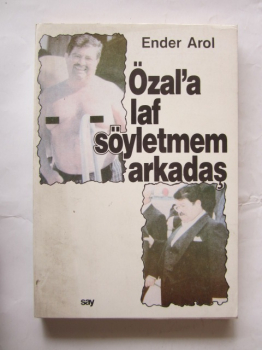 Ender Arol
Özal'a
laf
söyletmem
arkadaş
say